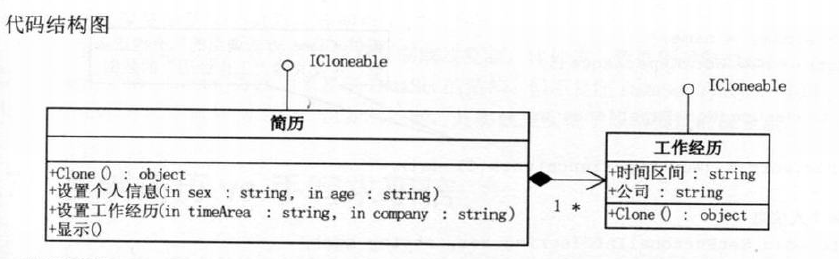 代码结构图
ICloneable
简历
+Clone() : object
+设置个人信息(in sex : string, in age : string)
+设置工作经历(in timeArea : string, in company : string)
+显示()
1 *
ICloneable
工作经历
+时间区间 : string
+公司 : string
+Clone() : object